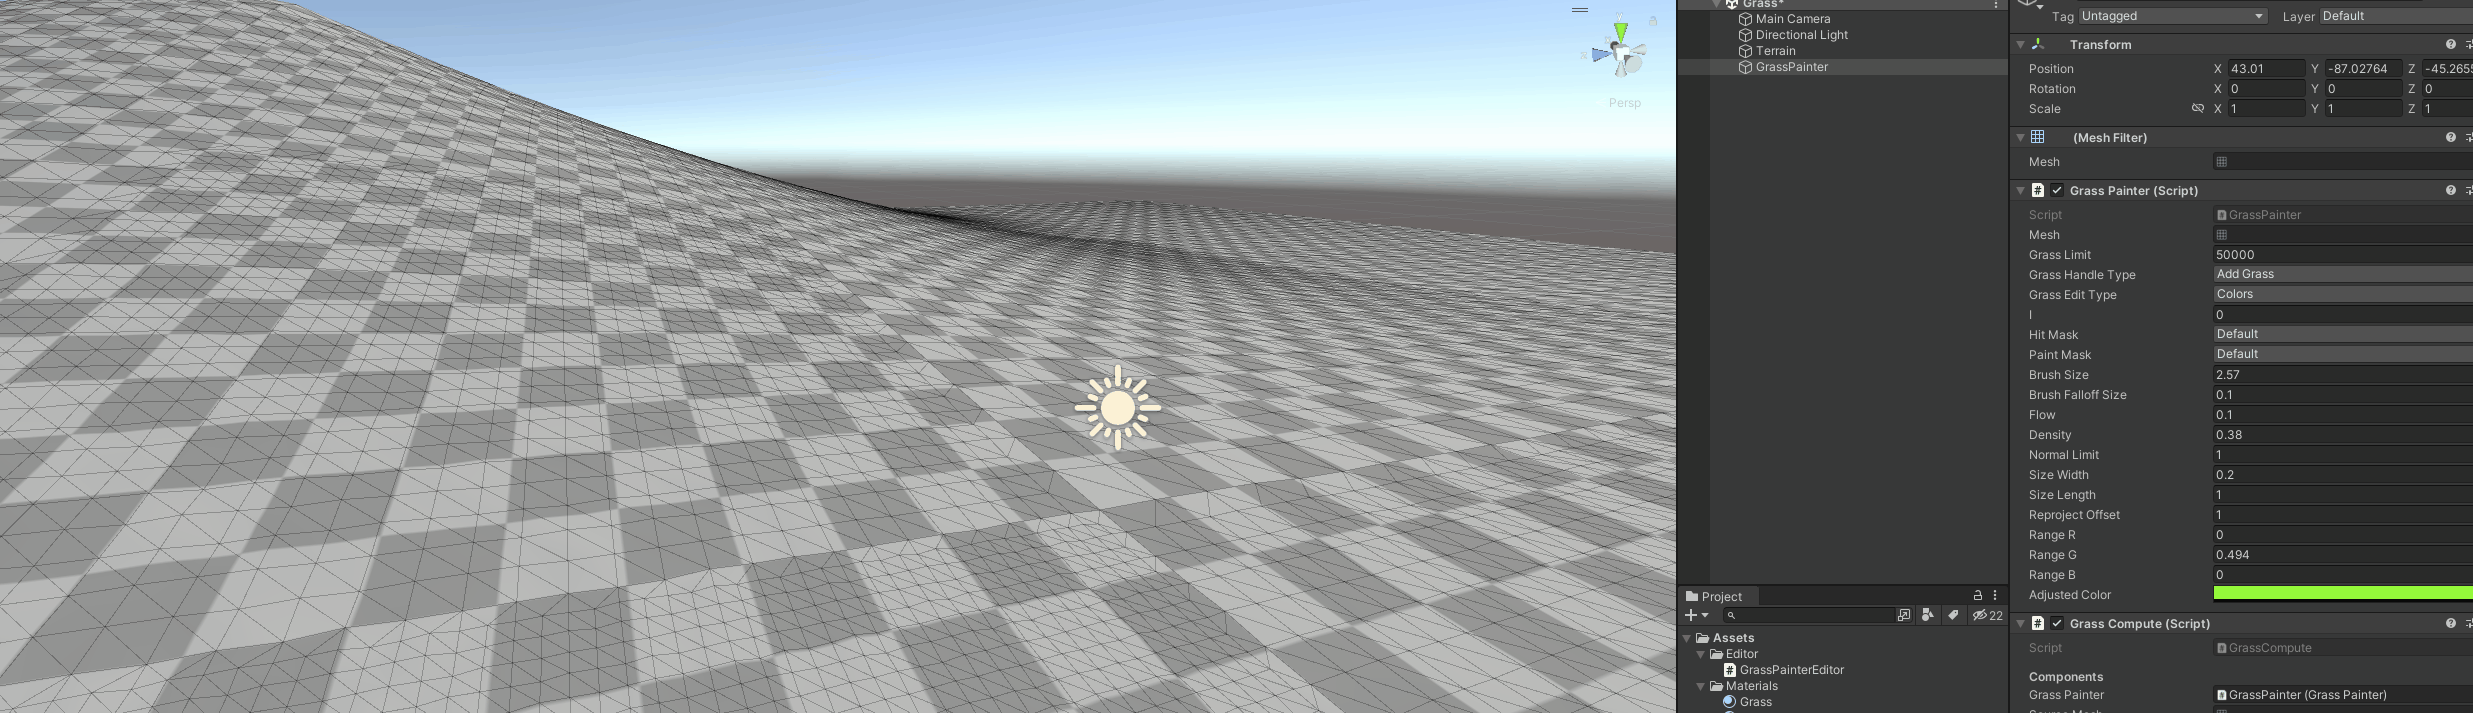 Persp
Grass*
Main Camera
Directional Light
Terrain
GrassPainter
Project
22
Assets
Editor
GrassPainterEditor
Materials
Grass
Tag Untagged Layer Default
Transform
Position X 43.01 Y -87.02764 Z -45.2655
Rotation X 0 Y 0 Z 0
Scale X 1 Y 1 Z 1
(Mesh Filter)
Mesh
# Grass Painter (Script)
Script GrassPainter
Mesh
Grass Limit 50000
Grass Handle Type Add Grass
Grass Edit Type Colors
I 0
Hit Mask Default
Paint Mask Default
Brush Size 2.57
Brush Falloff Size 0.1
Flow 0.1
Density 0.38
Normal Limit 1
Size Width 0.2
Size Length 1
Reproject Offset 1
Range R 0
Range G 0.494
Range B 0
Adjusted Color
# Grass Compute (Script)
Script GrassCompute
Components
Grass Painter GrassPainter (Grass Painter)